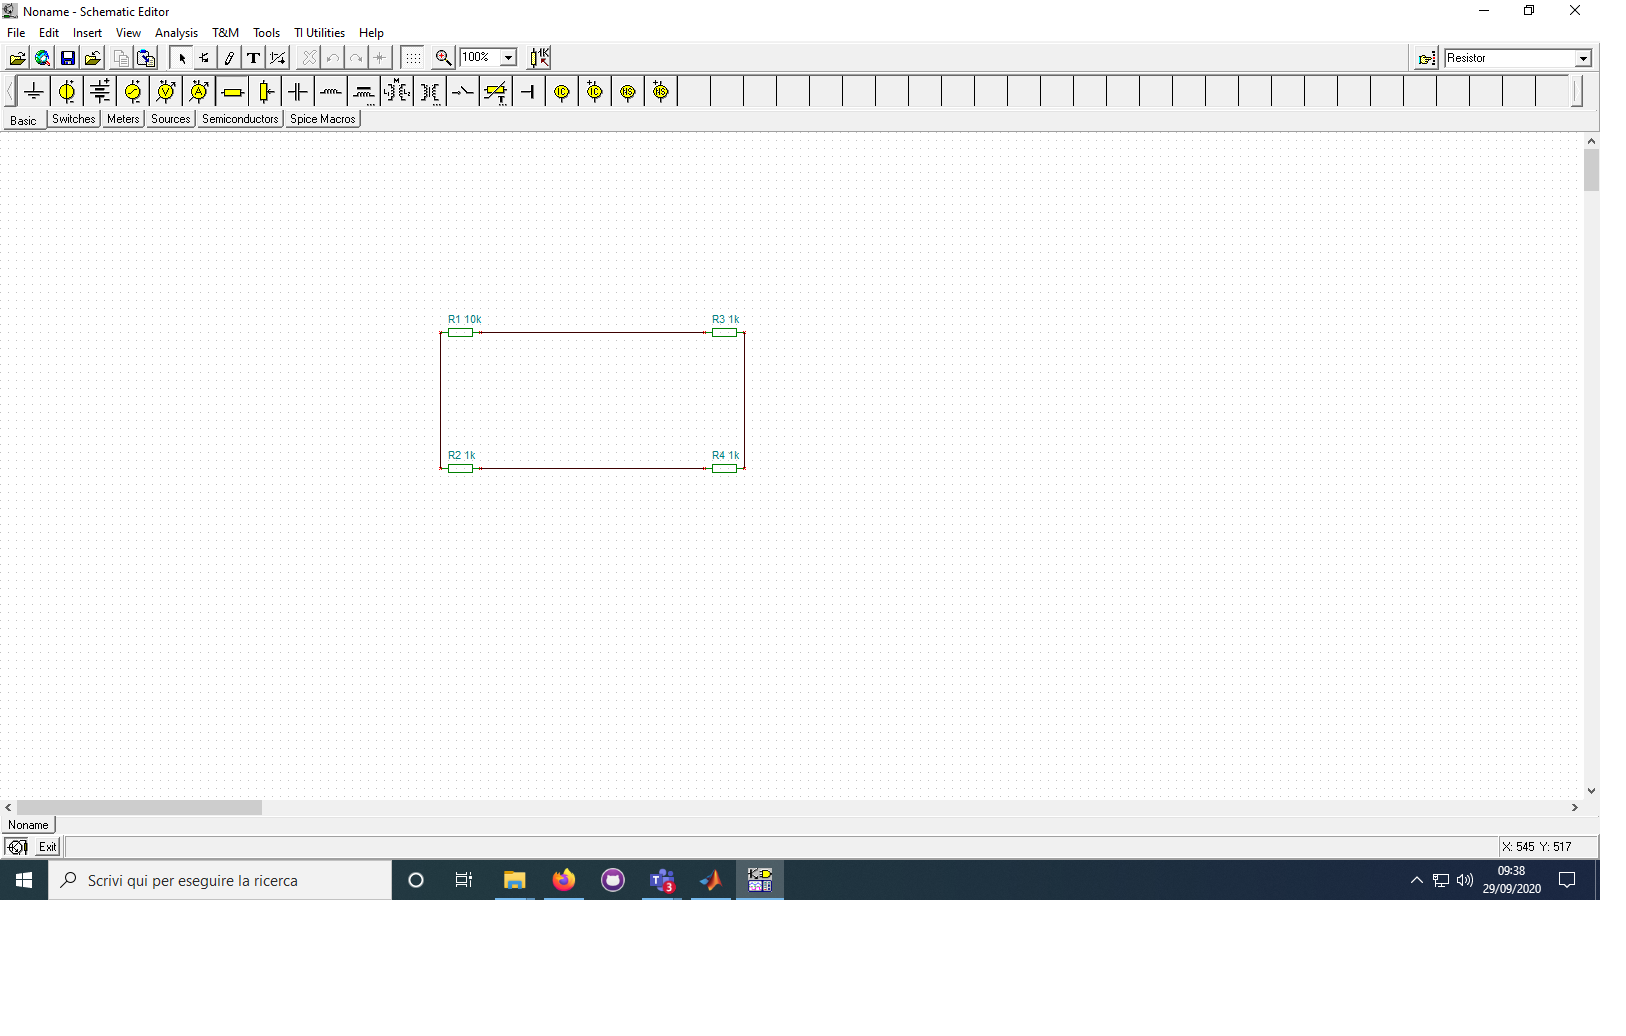 Noname - Schematic Editor
File Edit Insert View Analysis T&M Tools TI Utilities Help
T 100% 1K Resistor
Basic Switches Meters Sources Semiconductors Spice Macros
R1 10k R3 1k
R2 1k R4 1k
Noname
Exit X: 545 Y: 517
Scrivi qui per eseguire la ricerca 3 09:38
29/09/2020